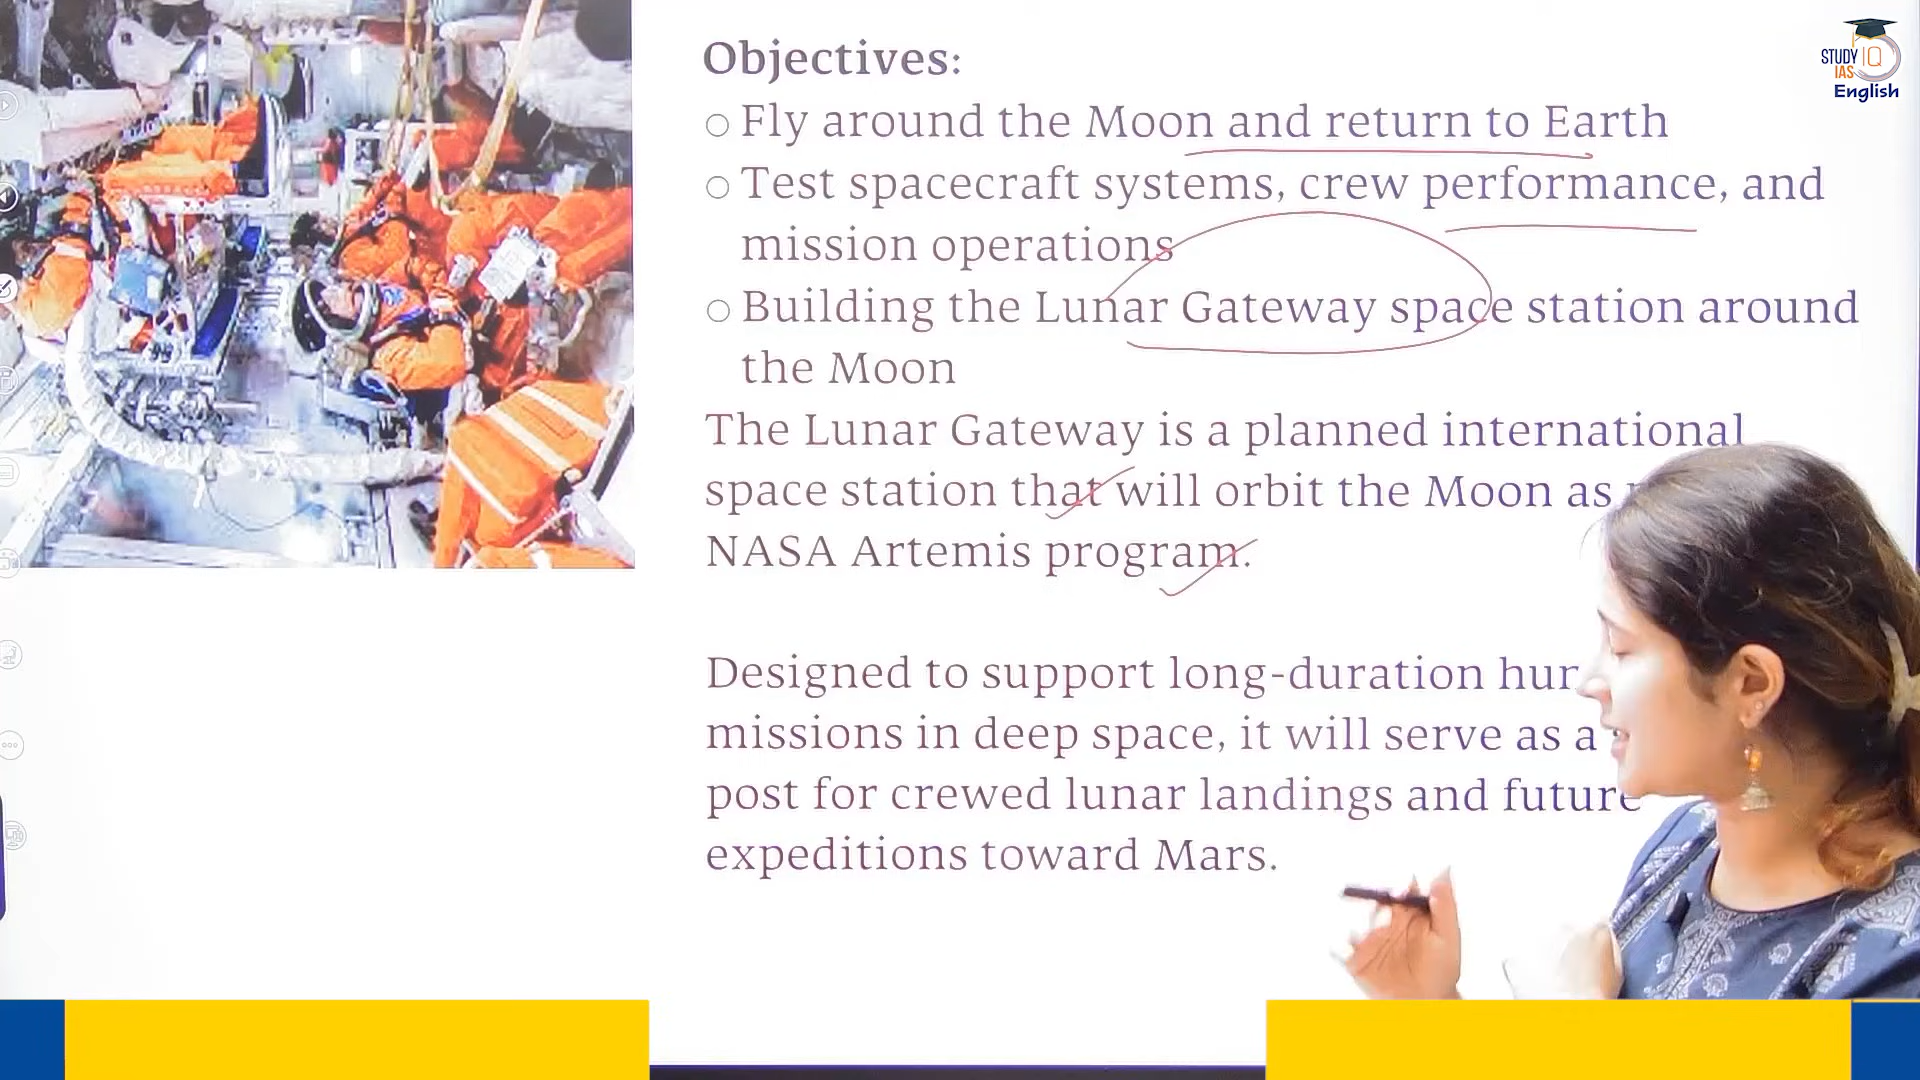 Objectives:
○ Fly around the Moon and return to Earth
○ Test spacecraft systems, crew performance, and
mission operations
○ Building the Lunar Gateway space station around
the Moon
The Lunar Gateway is a planned international
space station that will orbit the Moon as
NASA Artemis program.
Designed to support long-duration
missions in deep space, it will serve as a
post for crewed lunar landings and future
expeditions toward Mars.
STUDY IQ
IAS
English